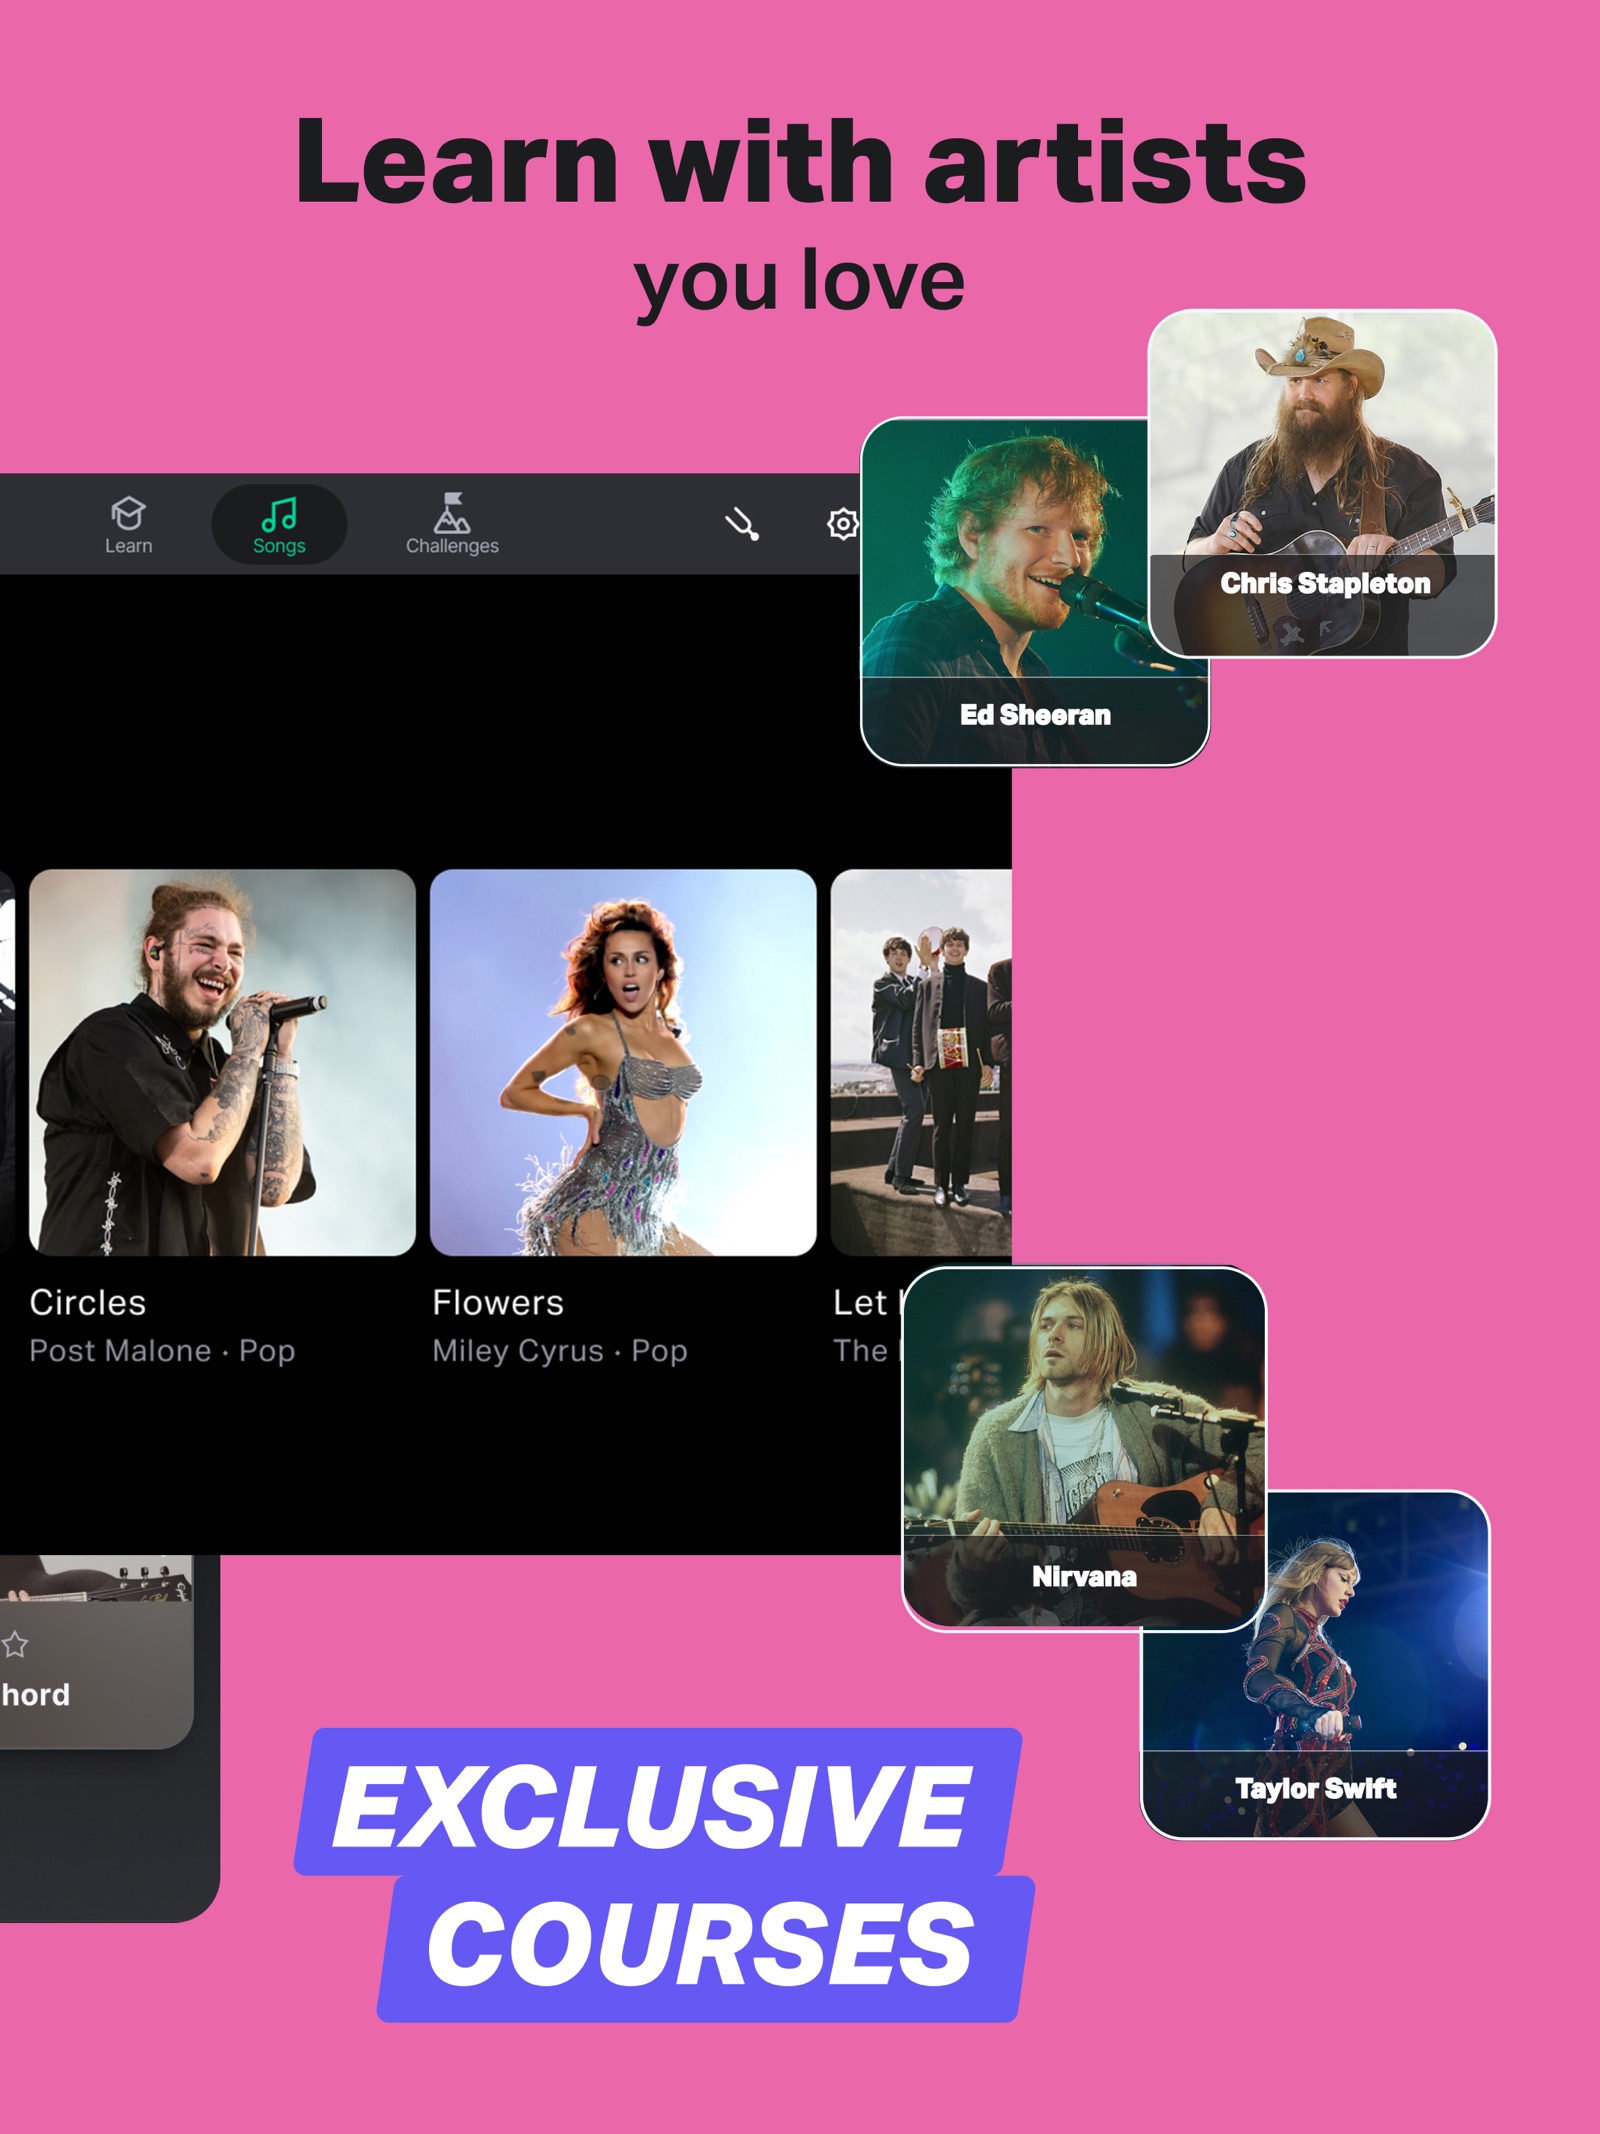 Learn with artists
you love
Learn
Songs
Challenges
Chris Stapleton
Ed Sheeran
Circles
Post Malone · Pop
Flowers
Miley Cyrus · Pop
Let
The
Nirvana
hord
Taylor Swift
EXCLUSIVE
COURSES